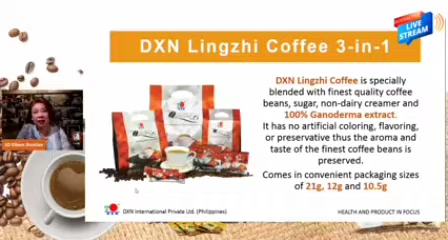 LIVE
STREAM
DXN Lingzhi Coffee 3-in-1
DXN Lingzhi Coffee is specially
blended with finest quality coffee
beans, sugar, non-dairy creamer and
100% Ganoderma extract.
It has no artificial coloring, flavoring,
or preservative thus the aroma and
taste of the finest coffee beans is
preserved.
Comes in convenient packaging sizes
of 21g, 12g and 10.5g
DXN International Private Ltd. (Philippines)
HEALTH AND PRODUCT IN FOCUS